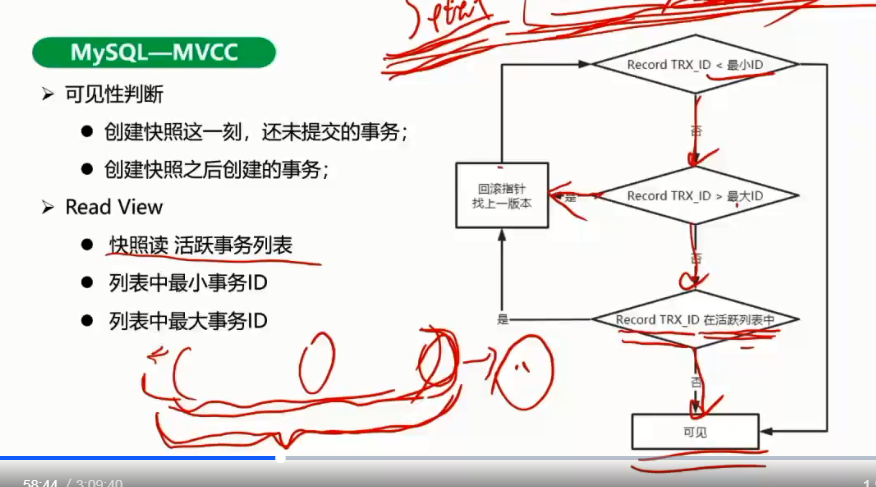 MySQL—MVCC
➢ 可见性判断
● 创建快照这一刻，还未提交的事务；
● 创建快照之后创建的事务；
➢ Read View
● 快照读 活跃事务列表
● 列表中最小事务ID
● 列表中最大事务ID
Record TRX_ID < 最小ID
否
回滚指针
找上一版本
是
Record TRX_ID > 最大ID
否
是
Record TRX_ID 在活跃列表中
否
可见
58:44 / 3:09:40